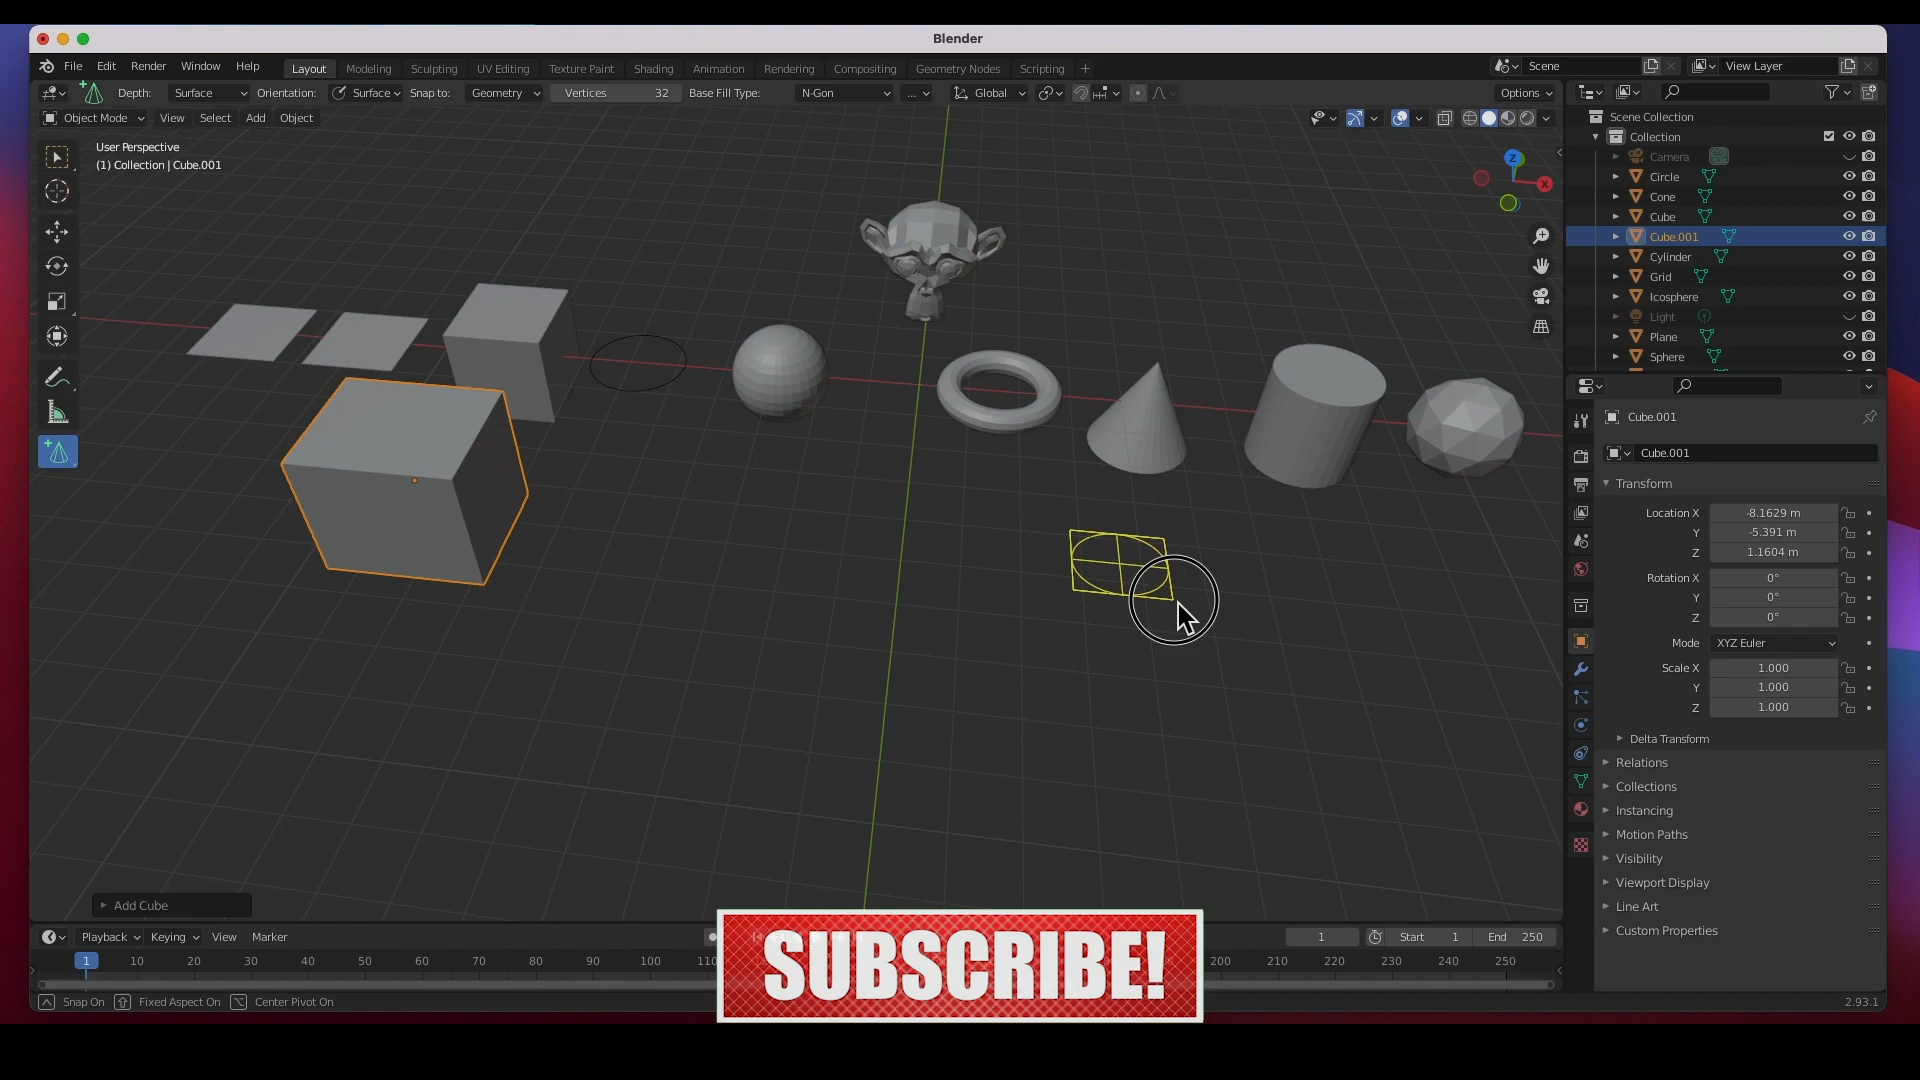 Blender
File Edit Render Window Help Layout Modeling Sculpting UV Editing Texture Paint Shading Animation Rendering Compositing Geometry Nodes Scripting + Scene View Layer
Depth: Surface Orientation: Surface Snap to: Geometry Vertices 32 Base Fill Type: N-Gon ... Global Options
Object Mode View Select Add Object
User Perspective
(1) Collection | Cube.001
Z
X
Scene Collection
Collection
Camera
Circle
Cone
Cube
Cube.001
Cylinder
Grid
Icosphere
Light
Plane
Sphere
Cube.001
Cube.001
Transform
Location X -8.1629 m
Y -5.391 m
Z 1.1604 m
Rotation X 0°
Y 0°
Z 0°
Mode XYZ Euler
Scale X 1.000
Y 1.000
Z 1.000
Delta Transform
Relations
Collections
Instancing
Motion Paths
Visibility
Viewport Display
Line Art
Custom Properties
Add Cube
Playback Keying View Marker 1 Start 1 End 250
1 10 20 30 40 50 60 70 80 90 100 200 210 220 230 240 250
SUBSCRIBE!
Snap On Fixed Aspect On Center Pivot On 2.93.1